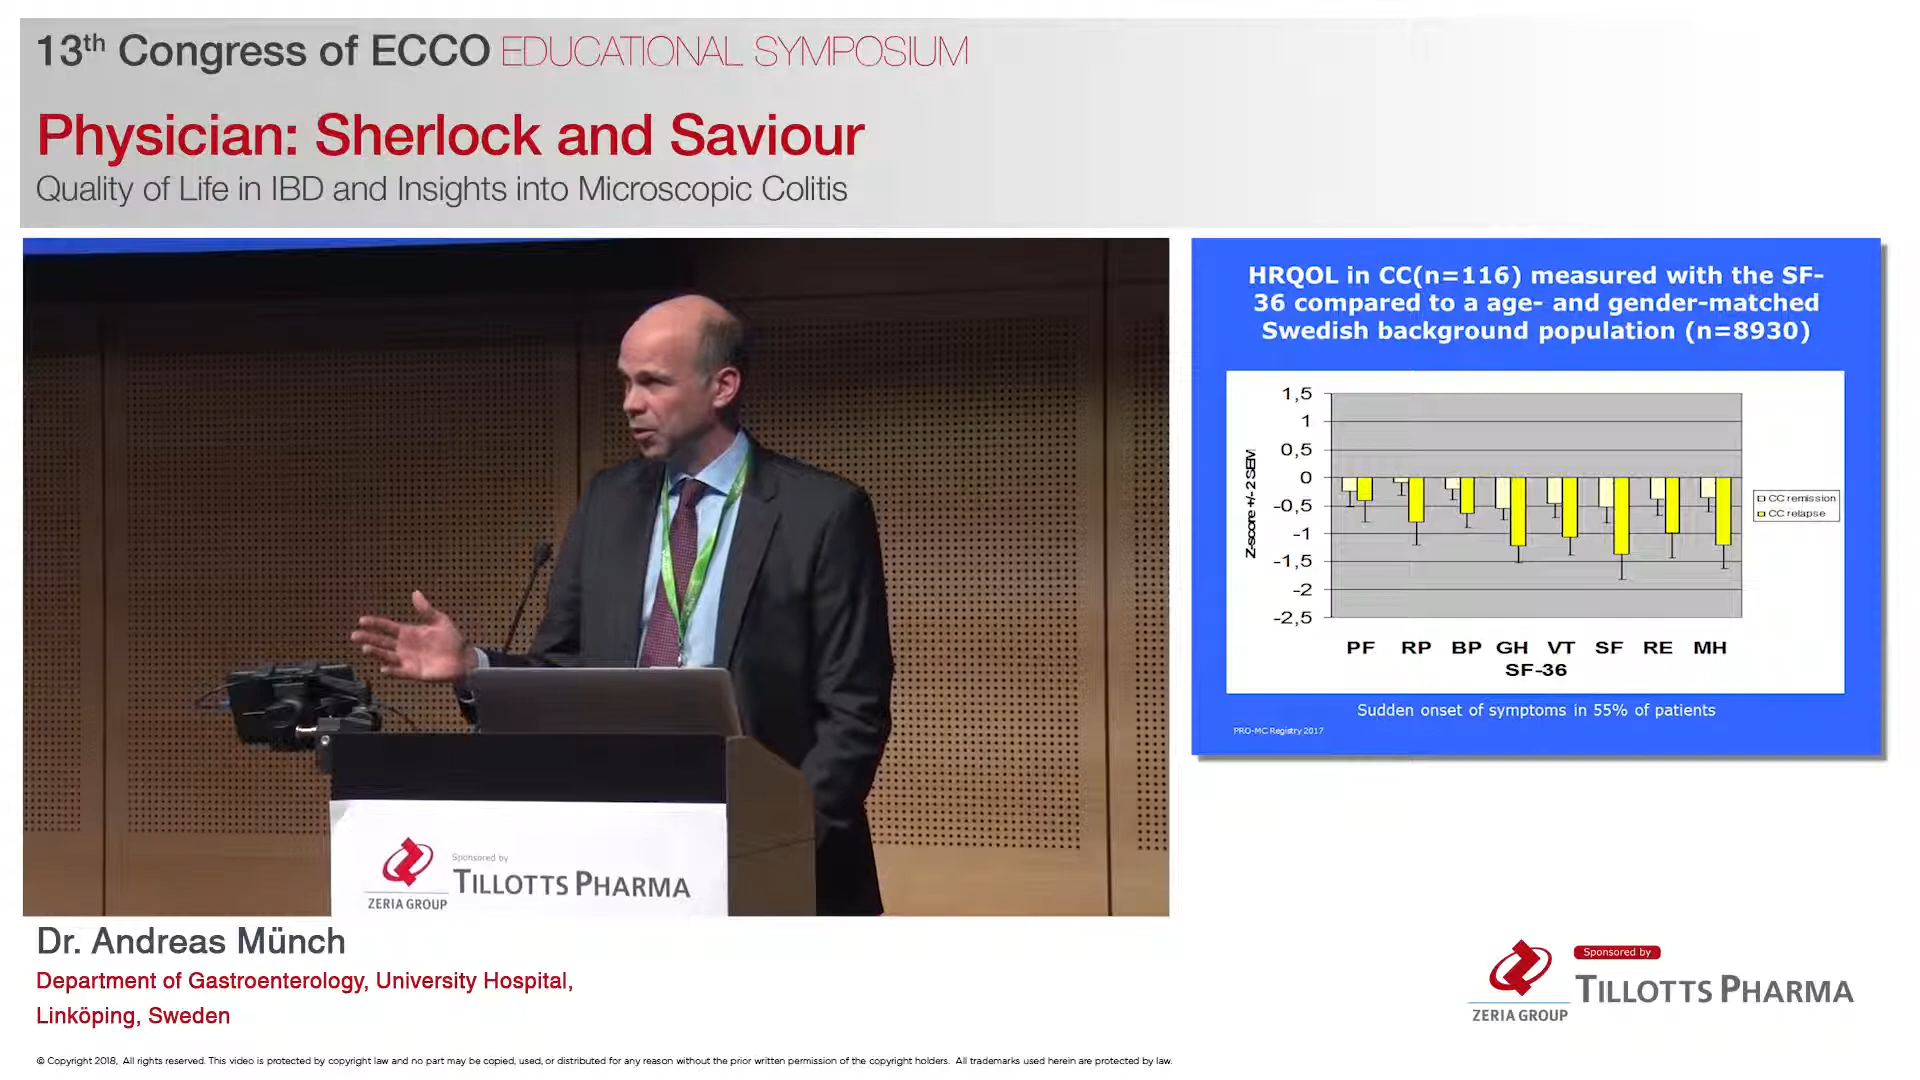 13th Congress of ECCO EDUCATIONAL SYMPOSIUM
Physician: Sherlock and Saviour
Quality of Life in IBD and Insights into Microscopic Colitis
HRQOL in CC(n=116) measured with the SF-
36 compared to a age- and gender-matched
Swedish background population (n=8930)
1,5
1
0,5
0
-0,5
-1
-1,5
-2
-2,5
Z-score +/- 2 SEM
CC remission
CC relapse
PF RP BP GH VT SF RE MH
SF-36
Sudden onset of symptoms in 55% of patients
PRO-MC Registry 2017
Sponsored by
TILLOTTS PHARMA
ZERIA GROUP
Dr. Andreas Münch
Department of Gastroenterology, University Hospital,
Linköping, Sweden
Sponsored by
TILLOTTS PHARMA
ZERIA GROUP
© Copyright 2018, All rights reserved. This video is protected by copyright law and no part may be copied, used, or distributed for any reason without the prior written permission of the copyright holders. All trademarks used herein are protected by law.